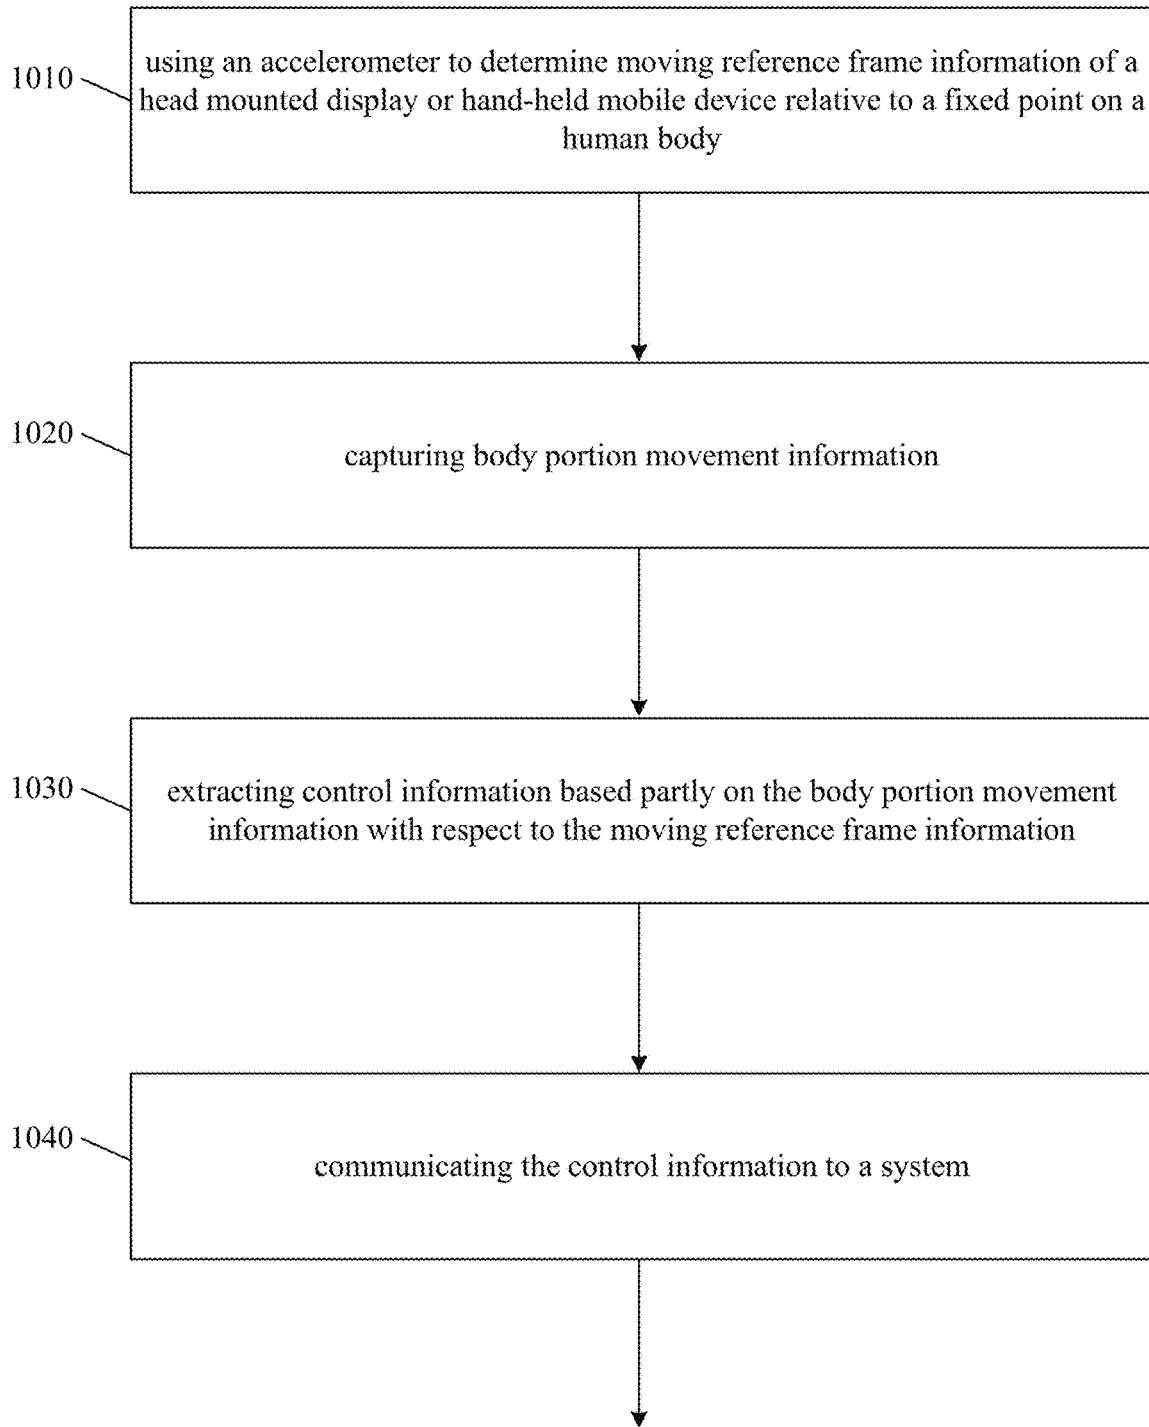 1010
using an accelerometer to determine moving reference frame information of a
head mounted display or hand-held mobile device relative to a fixed point on a
human body
1020
capturing body portion movement information
1030
extracting control information based partly on the body portion movement
information with respect to the moving reference frame information
1040
communicating the control information to a system